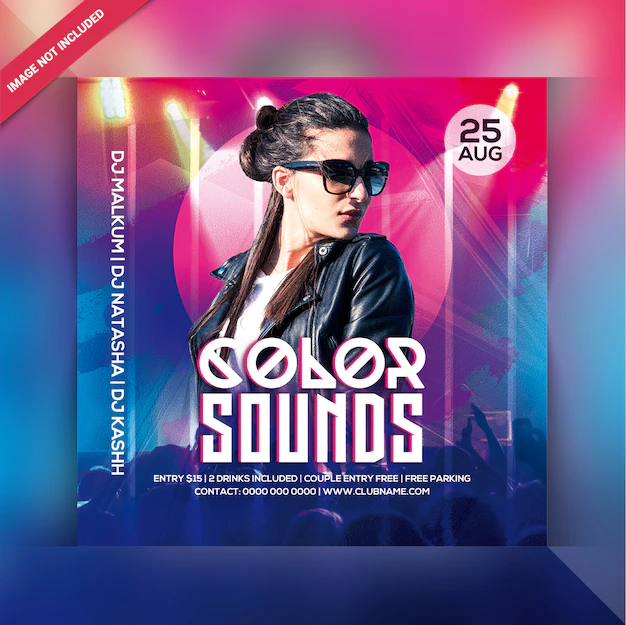 IMAGE NOT INCLUDED
25
AUG
DJ MALKUM | DJ NATASHA | DJ KASHH
COLOR
SOUNDS
ENTRY $15 | 2 DRINKS INCLUDED | COUPLE ENTRY FREE | FREE PARKING
CONTACT: 0000 000 0000 | WWW.CLUBNAME.COM